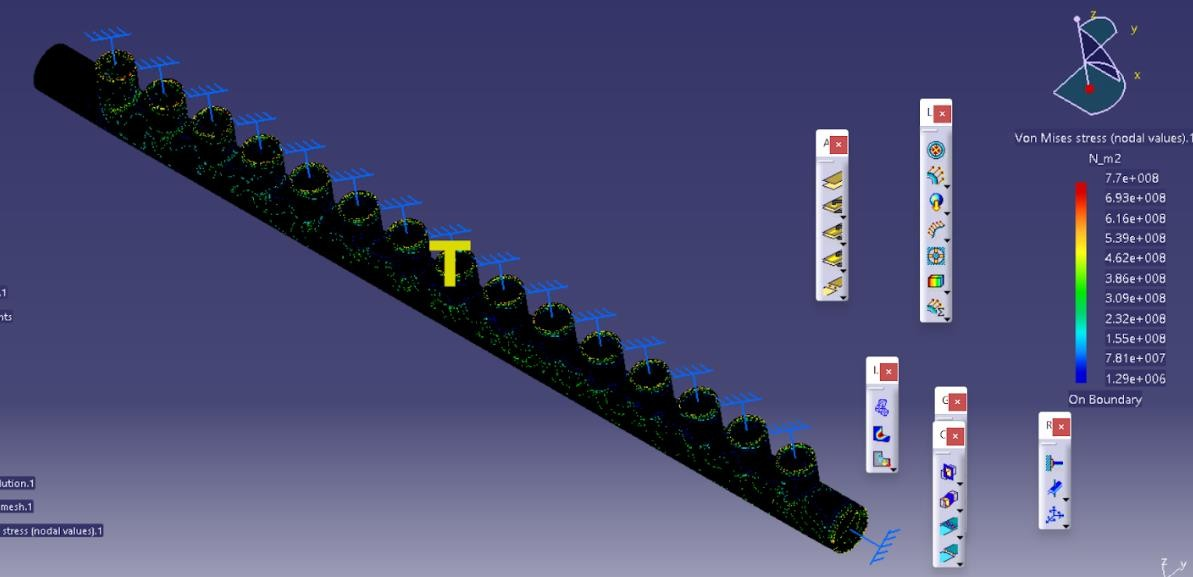 z
y
x
L
A
Von Mises stress (nodal values).1
N_m2
7.7e+008
6.93e+008
6.16e+008
5.39e+008
4.62e+008
3.86e+008
3.09e+008
2.32e+008
1.55e+008
7.81e+007
1.29e+006
On Boundary
T
.1
nts
I.
G
C
R
lution.1
mesh.1
stress (nodal values).1
z
y